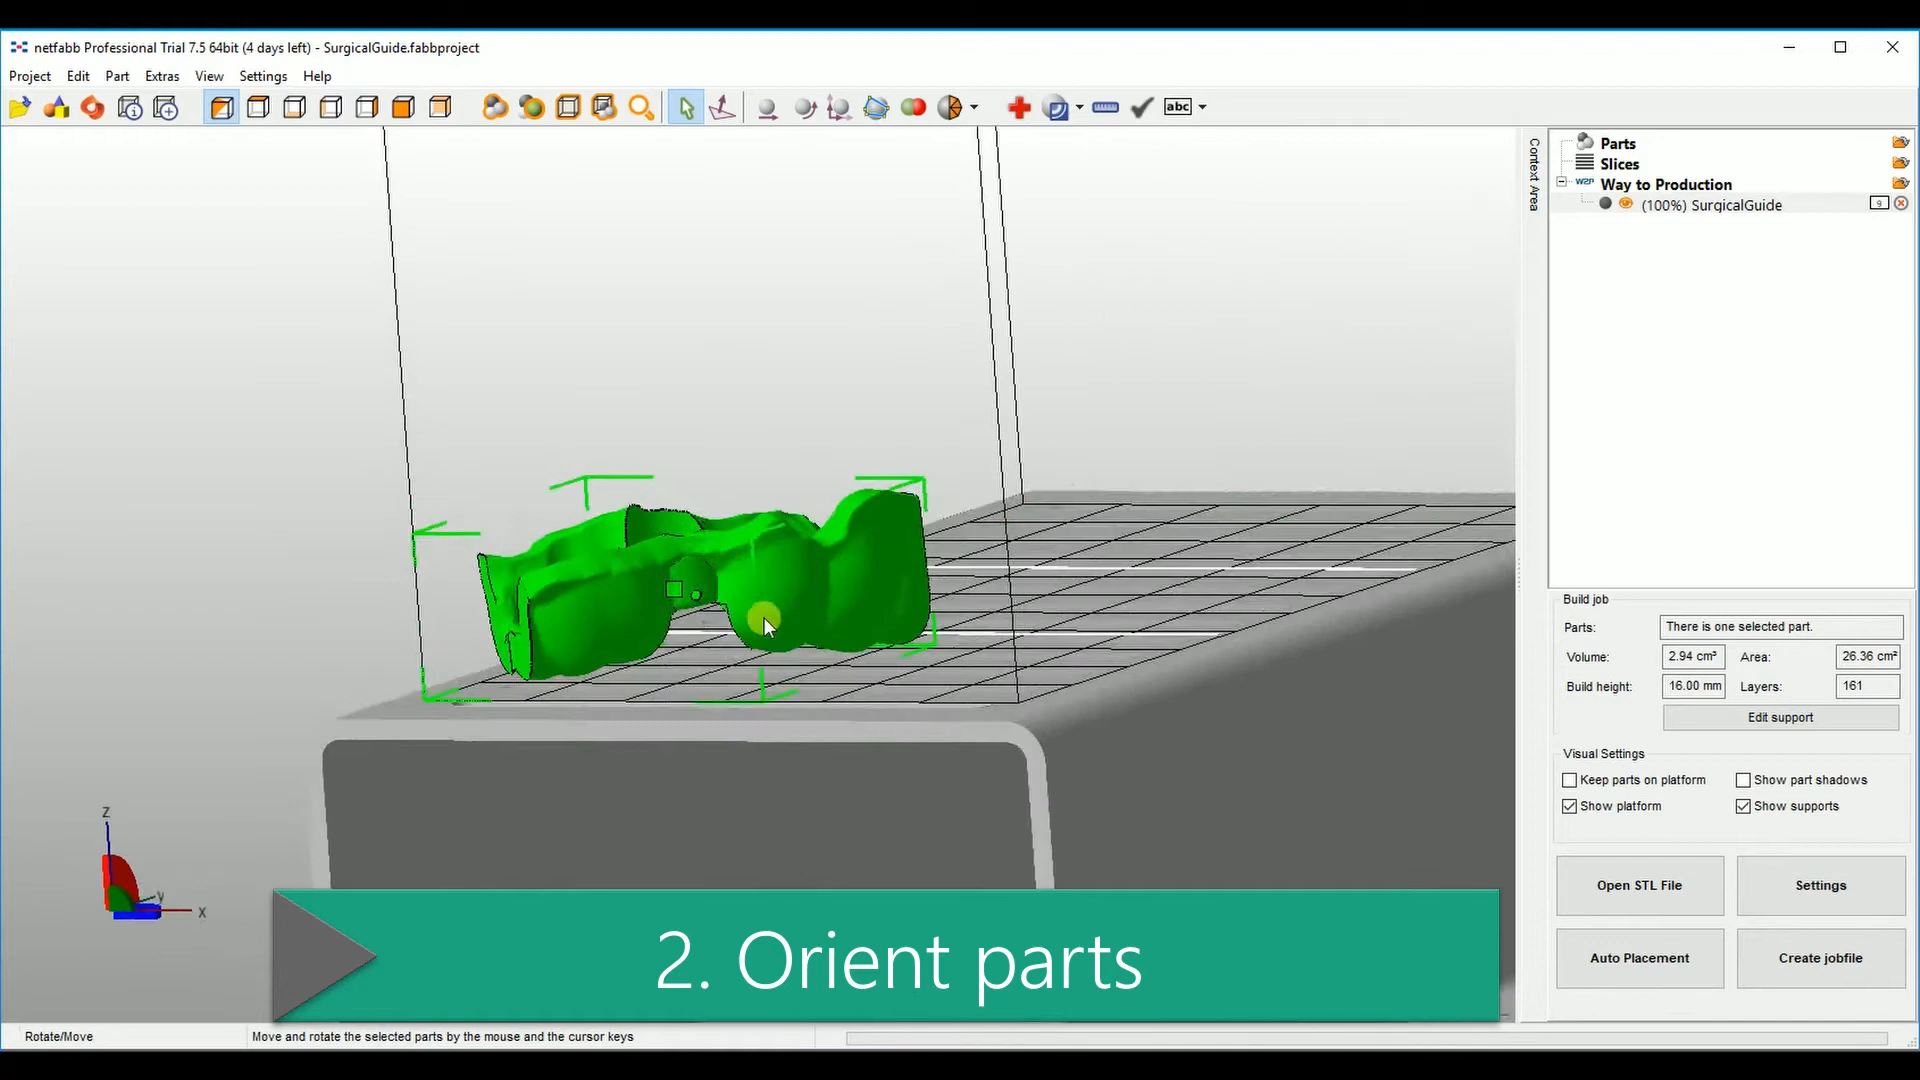 netfabb Professional Trial 7.5 64bit (4 days left) - SurgicalGuide.fabbproject
Project Edit Part Extras View Settings Help
abc
Context Area
Parts
Slices
W2P Way to Production
(100%) SurgicalGuide 9
Build job
Parts: There is one selected part.
Volume: 2.94 cm³ Area: 26.36 cm²
Build height: 16.00 mm Layers: 161
Edit support
Visual Settings
Keep parts on platform Show part shadows
Show platform Show supports
Open STL File Settings
Auto Placement Create jobfile
Z
y
X
2. Orient parts
Rotate/Move Move and rotate the selected parts by the mouse and the cursor keys